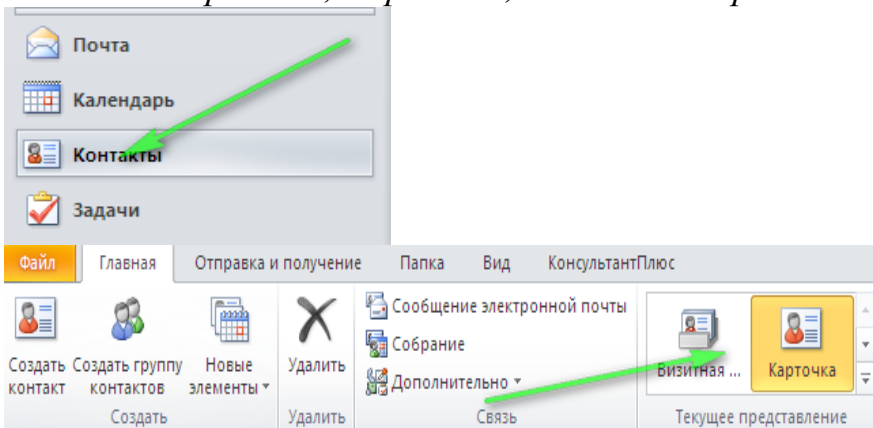 Почта
Календарь
Контакты
Задачи
Файл Главная Отправка и получение Папка Вид КонсультантПлюс
Создать контакт
Создать группу контактов
Новые элементы
Удалить
Сообщение электронной почты
Собрание
Дополнительно
Визитная ...
Карточка
Создать Удалить Связь Текущее представление